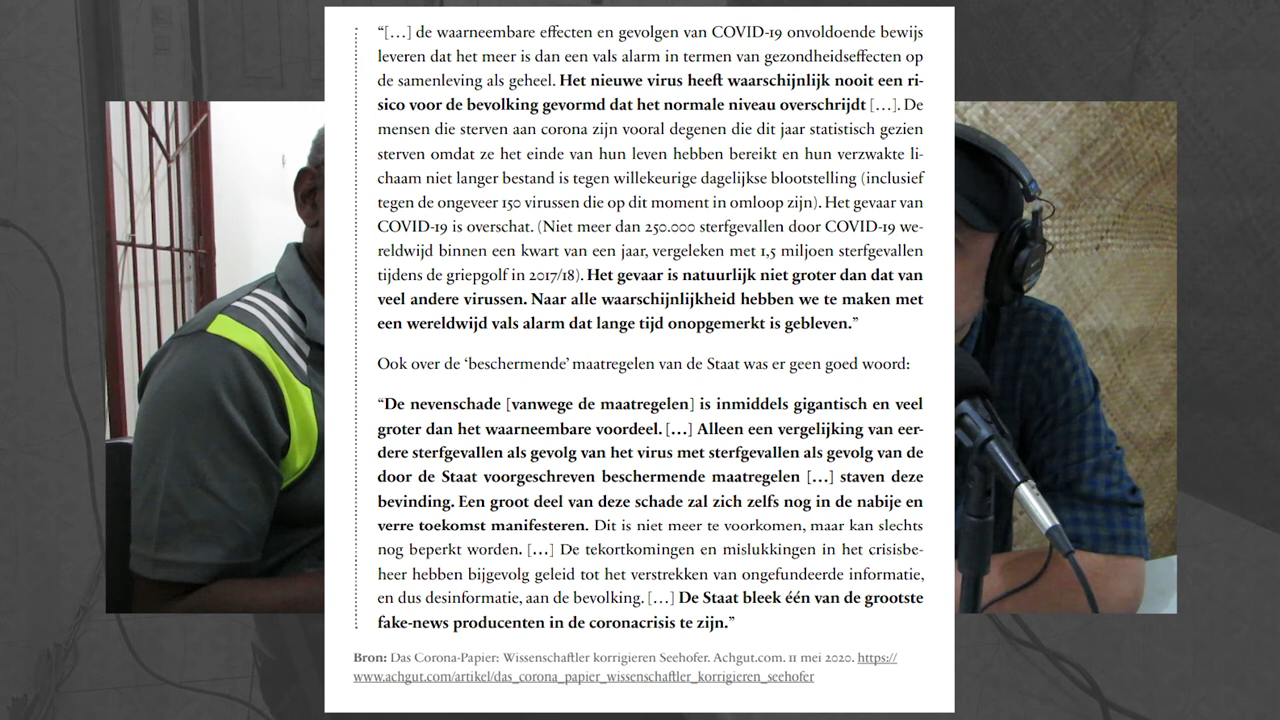 “[…] de waarneembare effecten en gevolgen van COVID-19 onvoldoende bewijs
leveren dat het meer is dan een vals alarm in termen van gezondheidseffecten op
de samenleving als geheel. Het nieuwe virus heeft waarschijnlijk nooit een ri-
sico voor de bevolking gevormd dat het normale niveau overschrijdt […]. De
mensen die sterven aan corona zijn vooral degenen die dit jaar statistisch gezien
sterven omdat ze het einde van hun leven hebben bereikt en hun verzwakte li-
chaam niet langer bestand is tegen willekeurige dagelijkse blootstelling (inclusief
tegen de ongeveer 150 virussen die op dit moment in omloop zijn). Het gevaar van
COVID-19 is overschat. (Niet meer dan 250.000 sterfgevallen door COVID-19 we-
reldwijd binnen een kwart van een jaar, vergeleken met 1,5 miljoen sterfgevallen
tijdens de griepgolf in 2017/18). Het gevaar is natuurlijk niet groter dan dat van
veel andere virussen. Naar alle waarschijnlijkheid hebben we te maken met
een wereldwijd vals alarm dat lange tijd onopgemerkt is gebleven.”
Ook over de ‘beschermende’ maatregelen van de Staat was er geen goed woord:
“De nevenschade [vanwege de maatregelen] is inmiddels gigantisch en veel
groter dan het waarneembare voordeel. […] Alleen een vergelijking van eer-
dere sterfgevallen als gevolg van het virus met sterfgevallen als gevolg van de
door de Staat voorgeschreven beschermende maatregelen […] staven deze
bevinding. Een groot deel van deze schade zal zich zelfs nog in de nabije en
verre toekomst manifesteren. Dit is niet meer te voorkomen, maar kan slechts
nog beperkt worden. […] De tekortkomingen en mislukkingen in het crisisbe-
heer hebben bijgevolg geleid tot het verstrekken van ongefundeerde informatie,
en dus desinformatie, aan de bevolking. […] De Staat bleek één van de grootste
fake-news producenten in de coronacrisis te zijn.”
Bron: Das Corona-Papier: Wissenschaftler korrigieren Seehofer. Achgut.com. 11 mei 2020. https://
www.achgut.com/artikel/das_corona_papier_wissenschaftler_korrigieren_seehofer